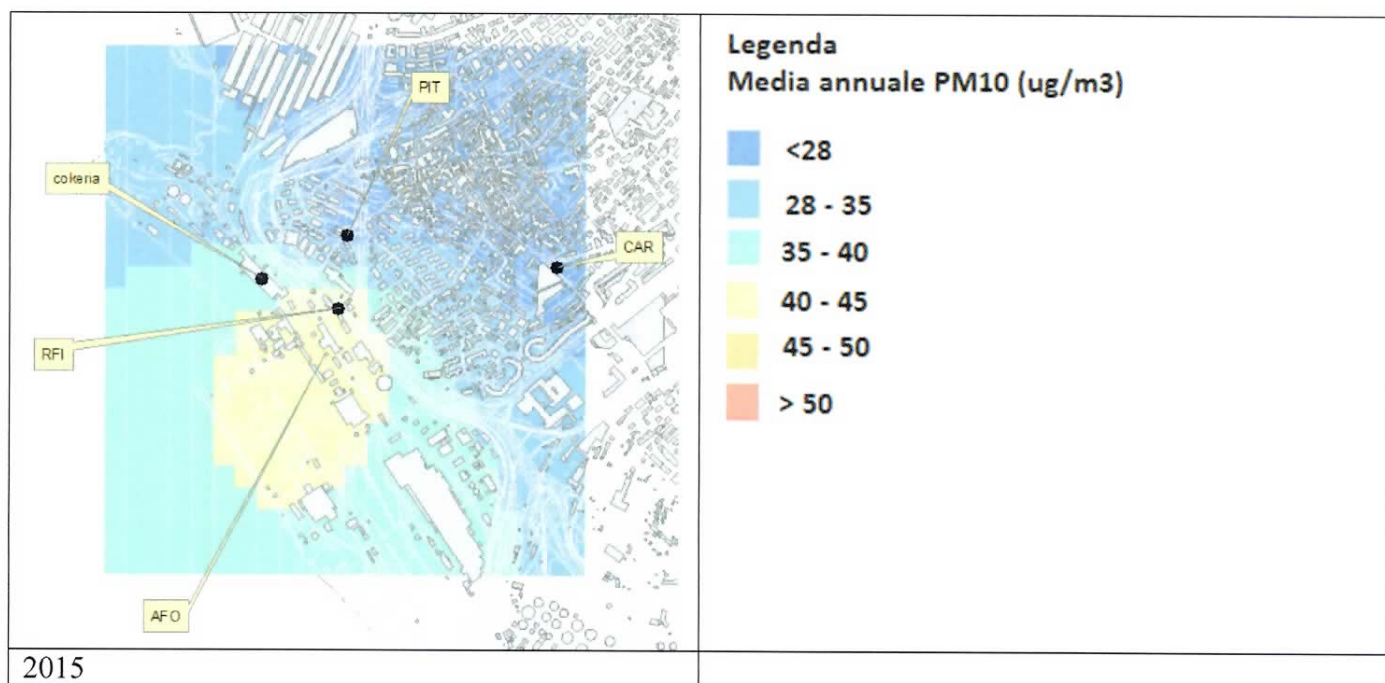 PIT
cokeria
CAR
RFI
AFO
Legenda
Media annuale PM10 (ug/m3)
<28
28 - 35
35 - 40
40 - 45
45 - 50
> 50
2015